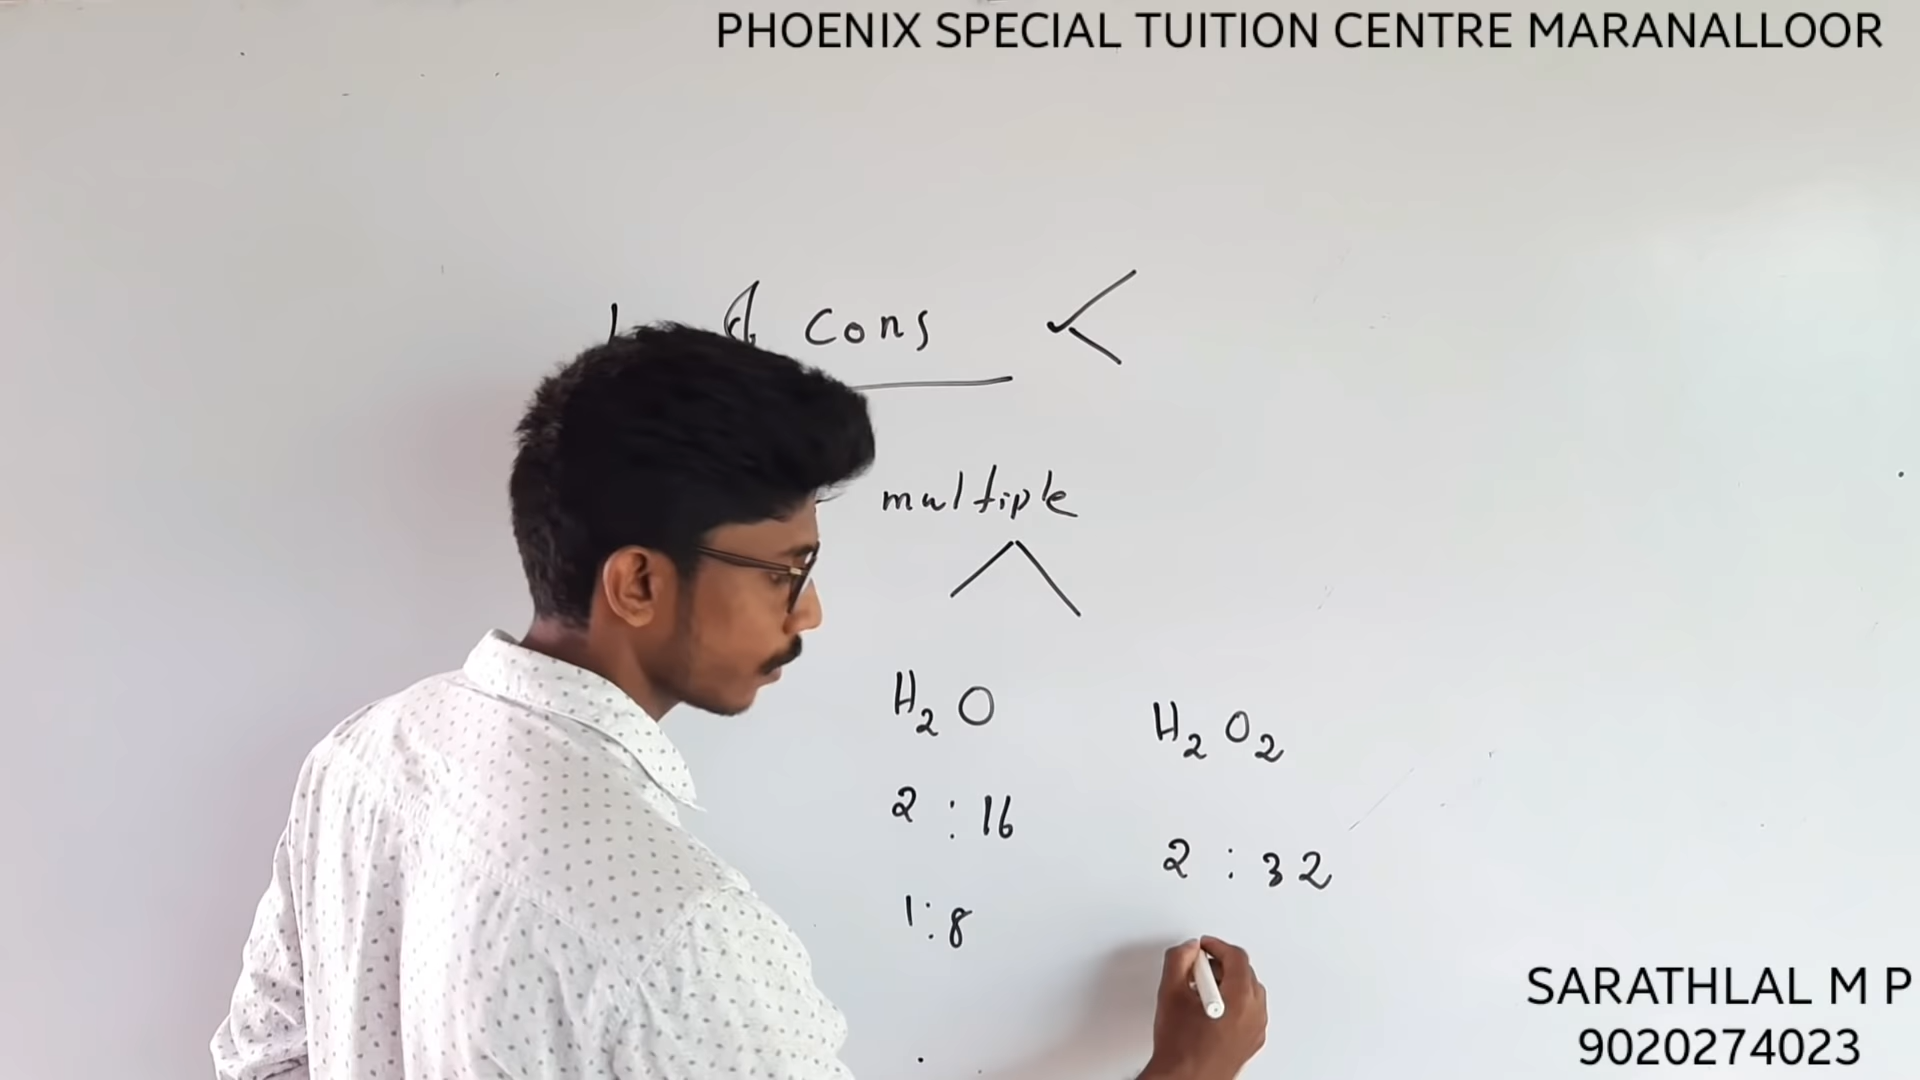 PHOENIX SPECIAL TUITION CENTRE MARANALLOOR
Cons
multiple
H₂O
H₂O₂
2 : 16
2 : 32
1:8
SARATHLAL M P
9020274023